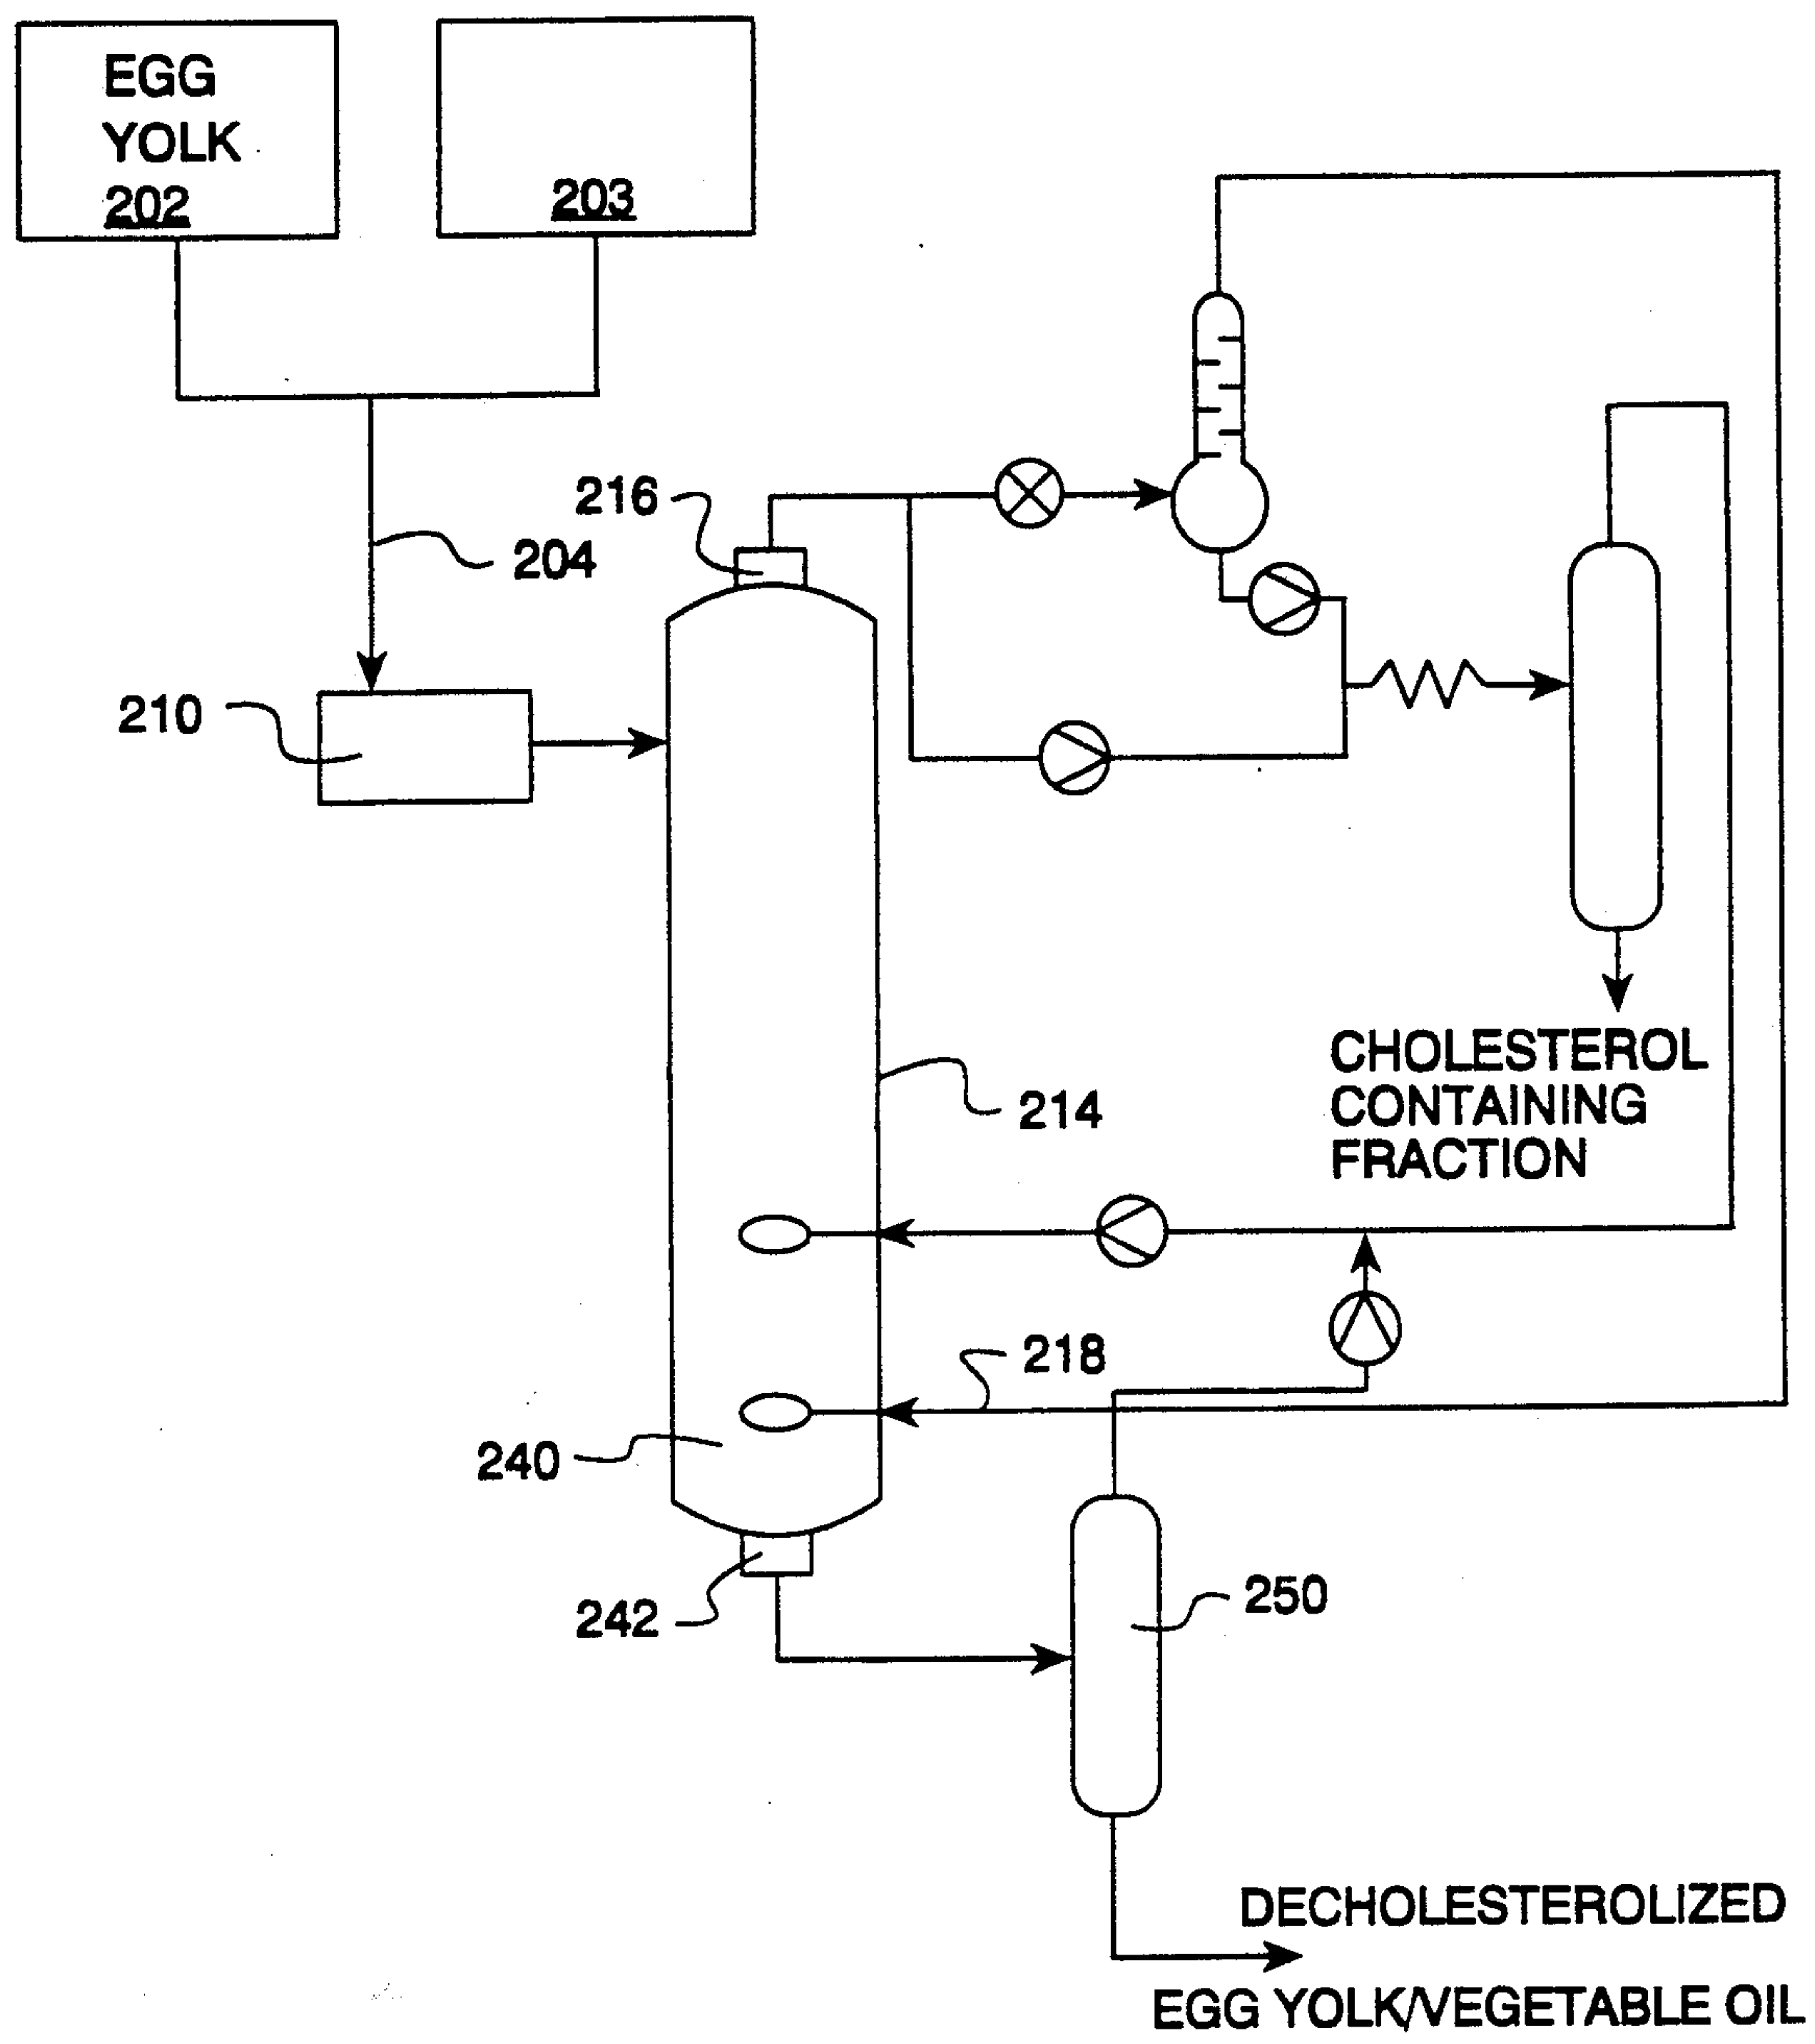 EGG
YOLK
202
203
216
204
210
CHOLESTEROL
CONTAINING
FRACTION
214
218
240
250
242
DECHOLESTEROLIZED
EGG YOLK/VEGETABLE OIL